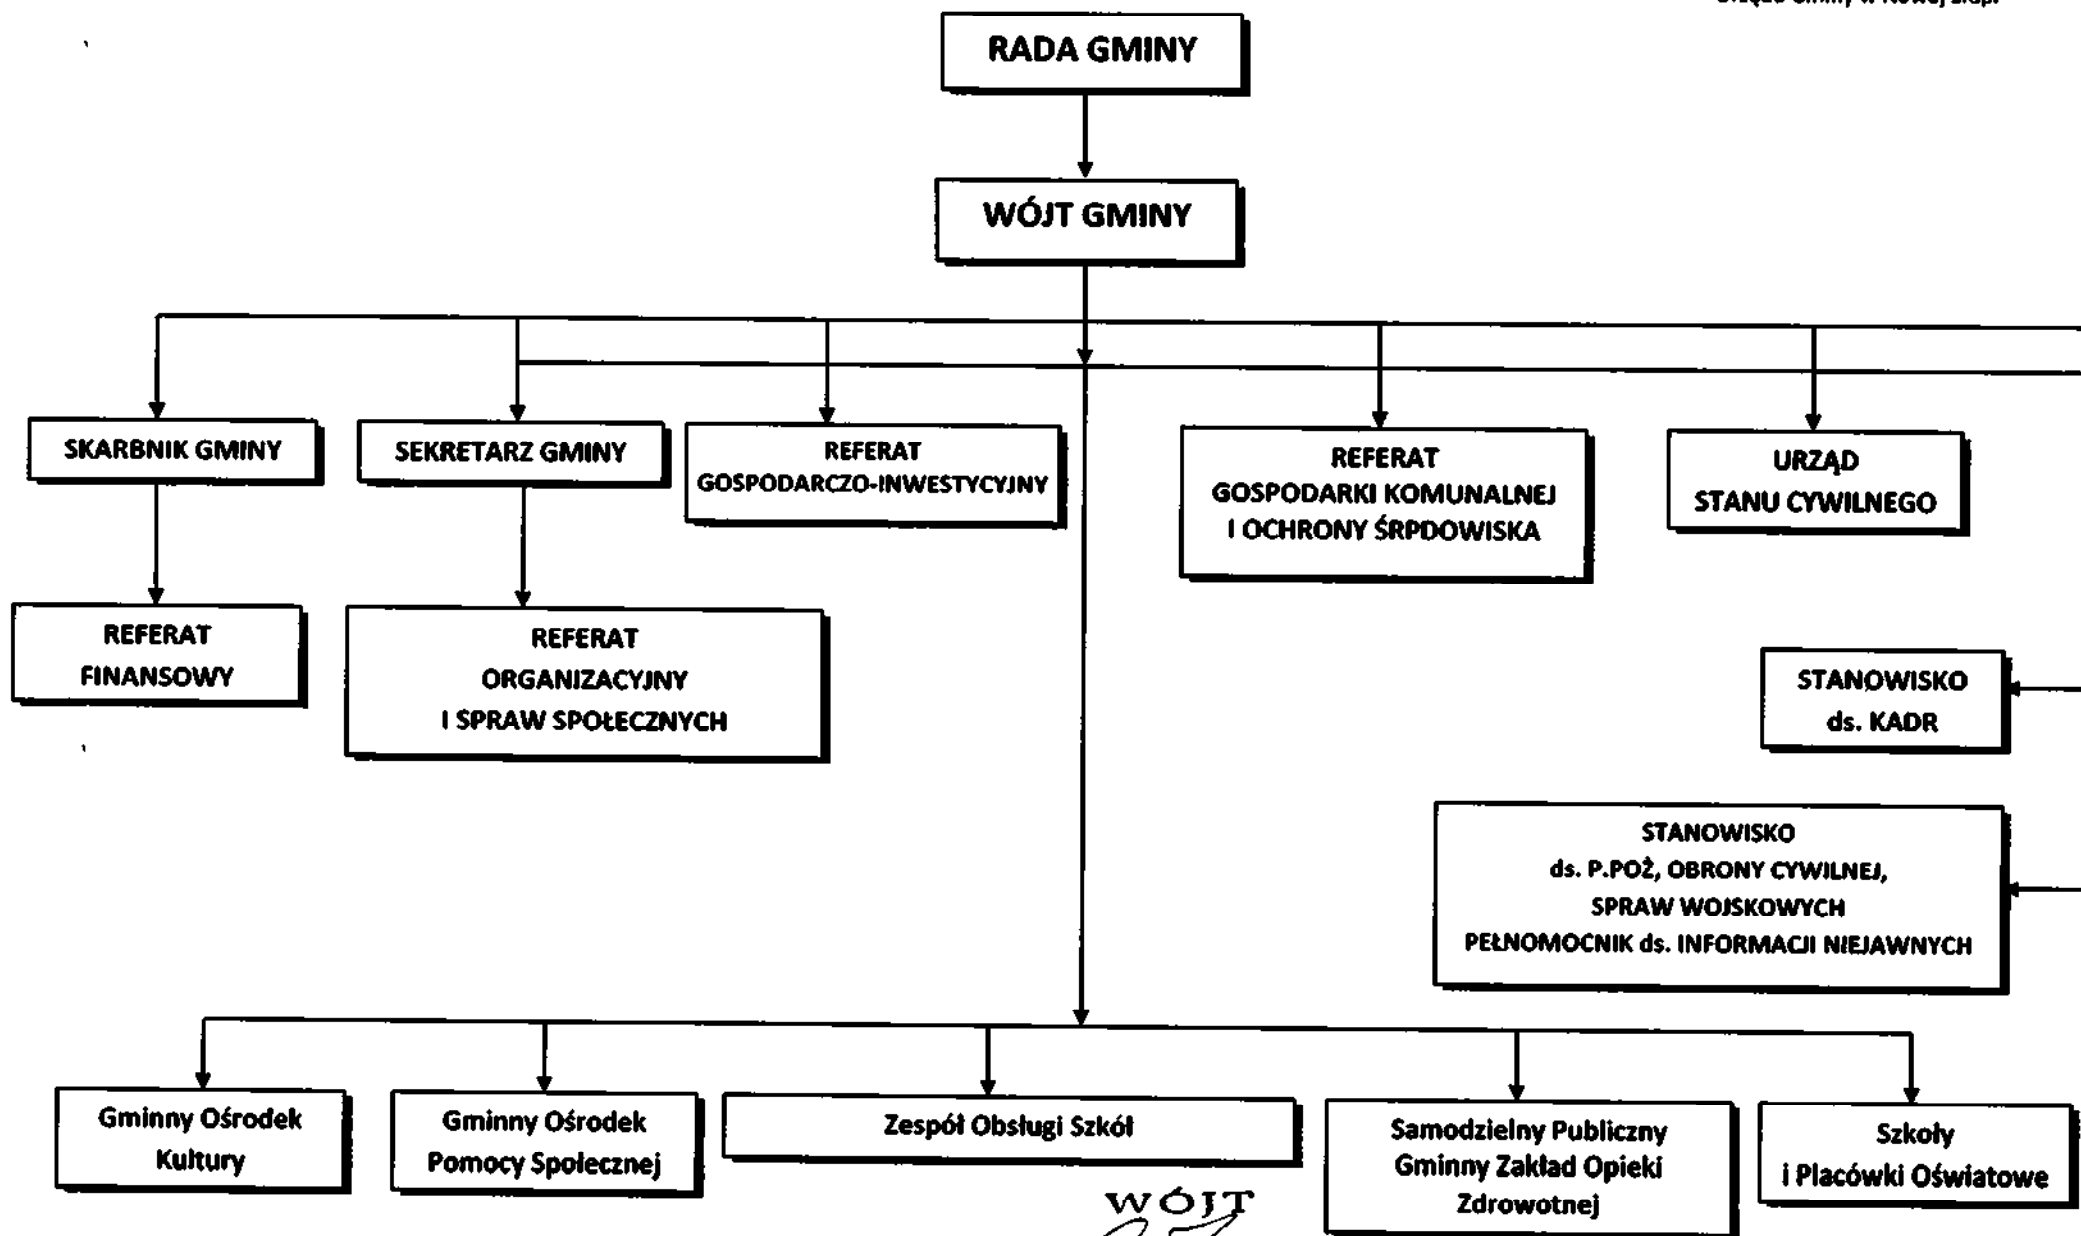 RADA GMINY
WÓJT GMINY
SKARBNIK GMINY
SEKRETARZ GMINY
REFERAT
GOSPODARCZO-INWESTYCYJNY
REFERAT
GOSPODARKI KOMUNALNEJ
I OCHRONY ŚRPDOWISKA
URZĄD
STANU CYWILNEGO
REFERAT
FINANSOWY
REFERAT
ORGANIZACYJNY
I SPRAW SPOŁECZNYCH
STANOWISKO
ds. KADR
STANOWISKO
ds. P.POŻ, OBRONY CYWILNEJ,
SPRAW WOJSKOWYCH
PEŁNOMOCNIK ds. INFORMACJI NIEJAWNYCH
Gminny Ośrodek
Kultury
Gminny Ośrodek
Pomocy Społecznej
Zespół Obsługi Szkół
Samodzielny Publiczny
Gminny Zakład Opieki
Zdrowotnej
Szkoły
i Placówki Oświatowe
WÓJT